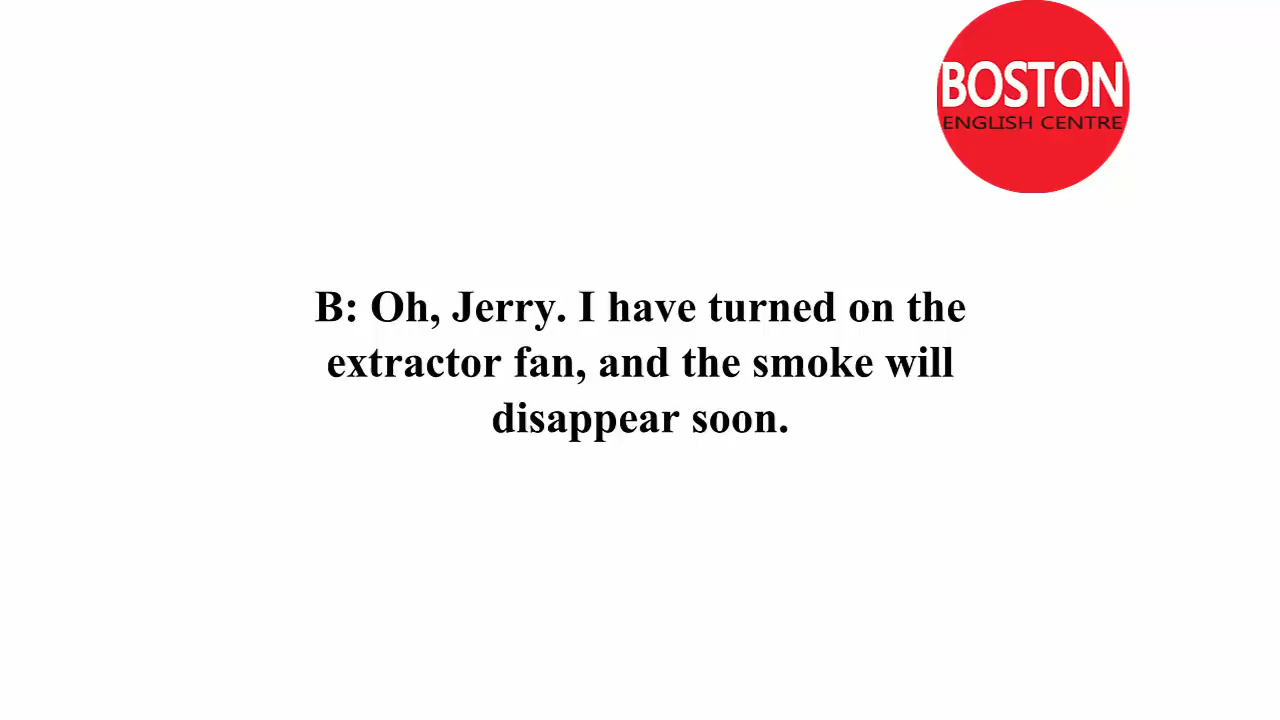 BOSTON
ENGLISH CENTRE
B: Oh, Jerry. I have turned on the
extractor fan, and the smoke will
disappear soon.